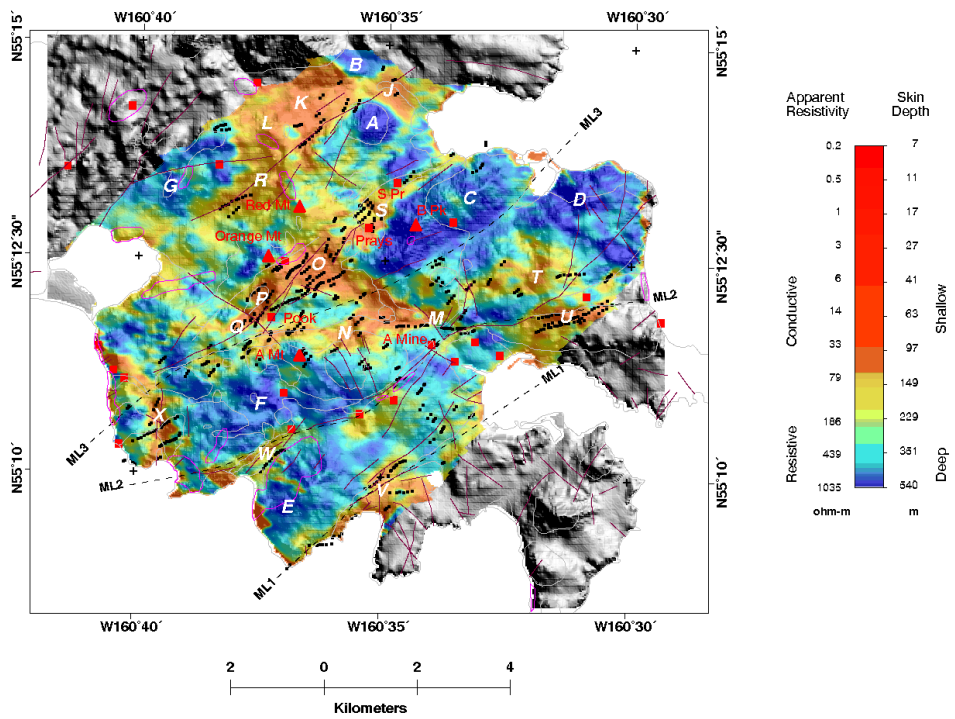 W160°40' W160°35' W160°30'
N55°15' N55°15'
B
J
K
A
L
ML3
G
R
C
D
S Pr
Red Mt
S
B Pk
Prays
Orange Mt
N55°12'30" N55°12'30"
O
T
P
ML2
Q
Pook
N
M
U
A Mine
A Mt
ML1
F
X
ML3
W
ML2
V
E
N55°10' N55°10'
ML1
W160°40' W160°35' W160°30'
2 0 2 4
Kilometers
Apparent Resistivity
Skin Depth
0.2 7
0.5 11
1 17
3 27
6 41
14 63
33 97
79 149
186 229
439 351
1035 540
ohm-m m
Conductive
Resistive
Shallow
Deep